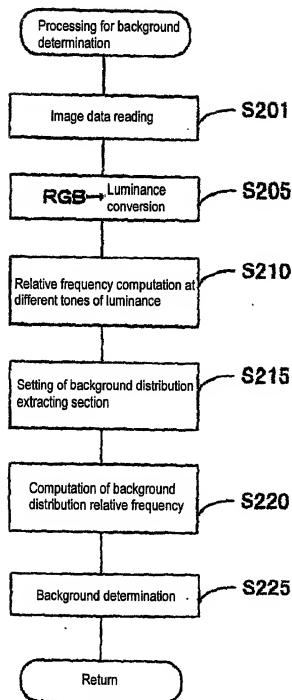 Processing for background
determination
Image data reading
S201
RGB→ Luminance
conversion
S205
Relative frequency computation at
different tones of luminance
S210
Setting of background distribution
extracting section
S215
Computation of background
distribution relative frequency
S220
Background determination
S225
Return